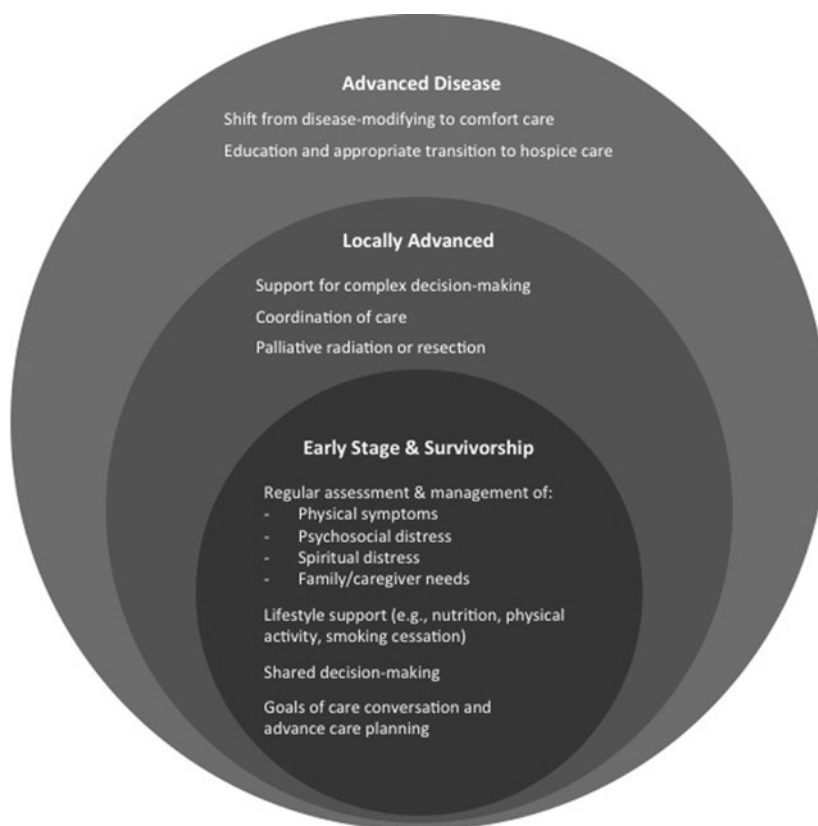 Advanced Disease
Shift from disease-modifying to comfort care
Education and appropriate transition to hospice care
Locally Advanced
Support for complex decision-making
Coordination of care
Palliative radiation or resection
Early Stage & Survivorship
Regular assessment & management of:
- Physical symptoms
- Psychosocial distress
- Spiritual distress
- Family/caregiver needs
Lifestyle support (e.g., nutrition, physical
activity, smoking cessation)
Shared decision-making
Goals of care conversation and
advance care planning